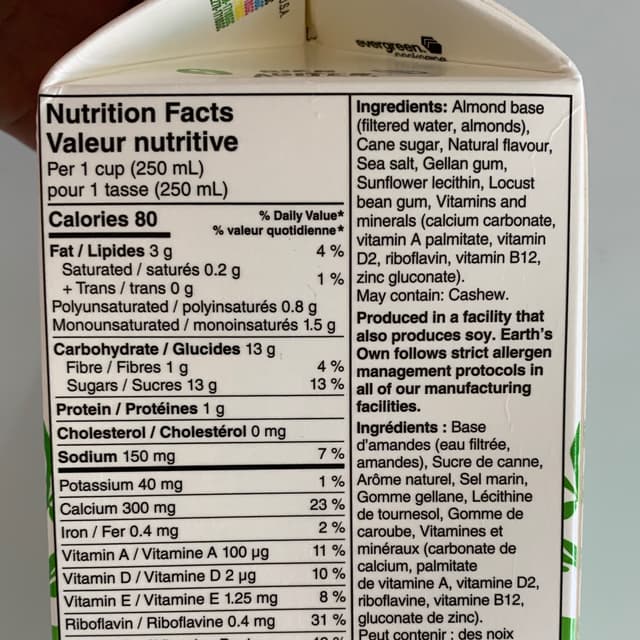 evergreen
packaging
Nutrition Facts
Valeur nutritive
Per 1 cup (250 mL)
pour 1 tasse (250 mL)
Calories 80
% Daily Value*
% valeur quotidienne*
Fat / Lipides 3 g 4 %
Saturated / saturés 0.2 g
+ Trans / trans 0 g 1 %
Polyunsaturated / polyinsaturés 0.8 g
Monounsaturated / monoinsaturés 1.5 g
Carbohydrate / Glucides 13 g
Fibre / Fibres 1 g 4 %
Sugars / Sucres 13 g 13 %
Protein / Protéines 1 g
Cholesterol / Cholestérol 0 mg
Sodium 150 mg 7 %
Potassium 40 mg 1 %
Calcium 300 mg 23 %
Iron / Fer 0.4 mg 2 %
Vitamin A / Vitamine A 100 µg 11 %
Vitamin D / Vitamine D 2 µg 10 %
Vitamin E / Vitamine E 1.25 mg 8 %
Riboflavin / Riboflavine 0.4 mg 31 %
Ingredients: Almond base
(filtered water, almonds),
Cane sugar, Natural flavour,
Sea salt, Gellan gum,
Sunflower lecithin, Locust
bean gum, Vitamins and
minerals (calcium carbonate,
vitamin A palmitate, vitamin
D2, riboflavin, vitamin B12,
zinc gluconate).
May contain: Cashew.
Produced in a facility that
also produces soy. Earth's
Own follows strict allergen
management protocols in
all of our manufacturing
facilities.
Ingrédients : Base
d'amandes (eau filtrée,
amandes), Sucre de canne,
Arôme naturel, Sel marin,
Gomme gellane, Lécithine
de tournesol, Gomme de
caroube, Vitamines et
minéraux (carbonate de
calcium, palmitate
de vitamine A, vitamine D2,
riboflavine, vitamine B12,
gluconate de zinc).
Peut contenir : des noix